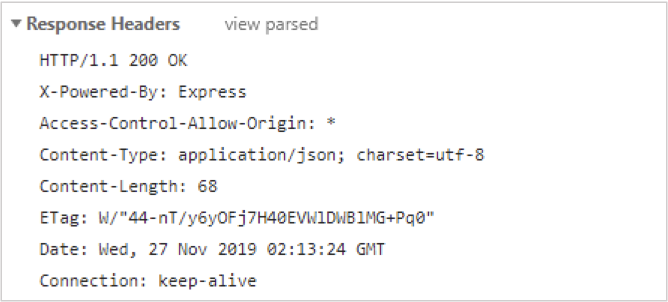 Response Headers view parsed
HTTP/1.1 200 OK
X-Powered-By: Express
Access-Control-Allow-Origin: *
Content-Type: application/json; charset=utf-8
Content-Length: 68
ETag: W/"44-nT/y6yOFj7H40EVWlDWBlMG+Pq0"
Date: Wed, 27 Nov 2019 02:13:24 GMT
Connection: keep-alive